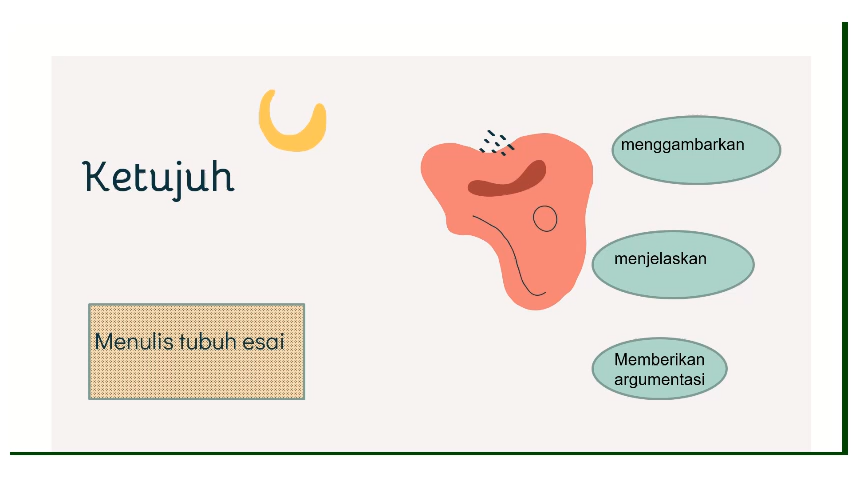 Ketujuh
Menulis tubuh esai
menggambarkan
menjelaskan
Memberikan
argumentasi